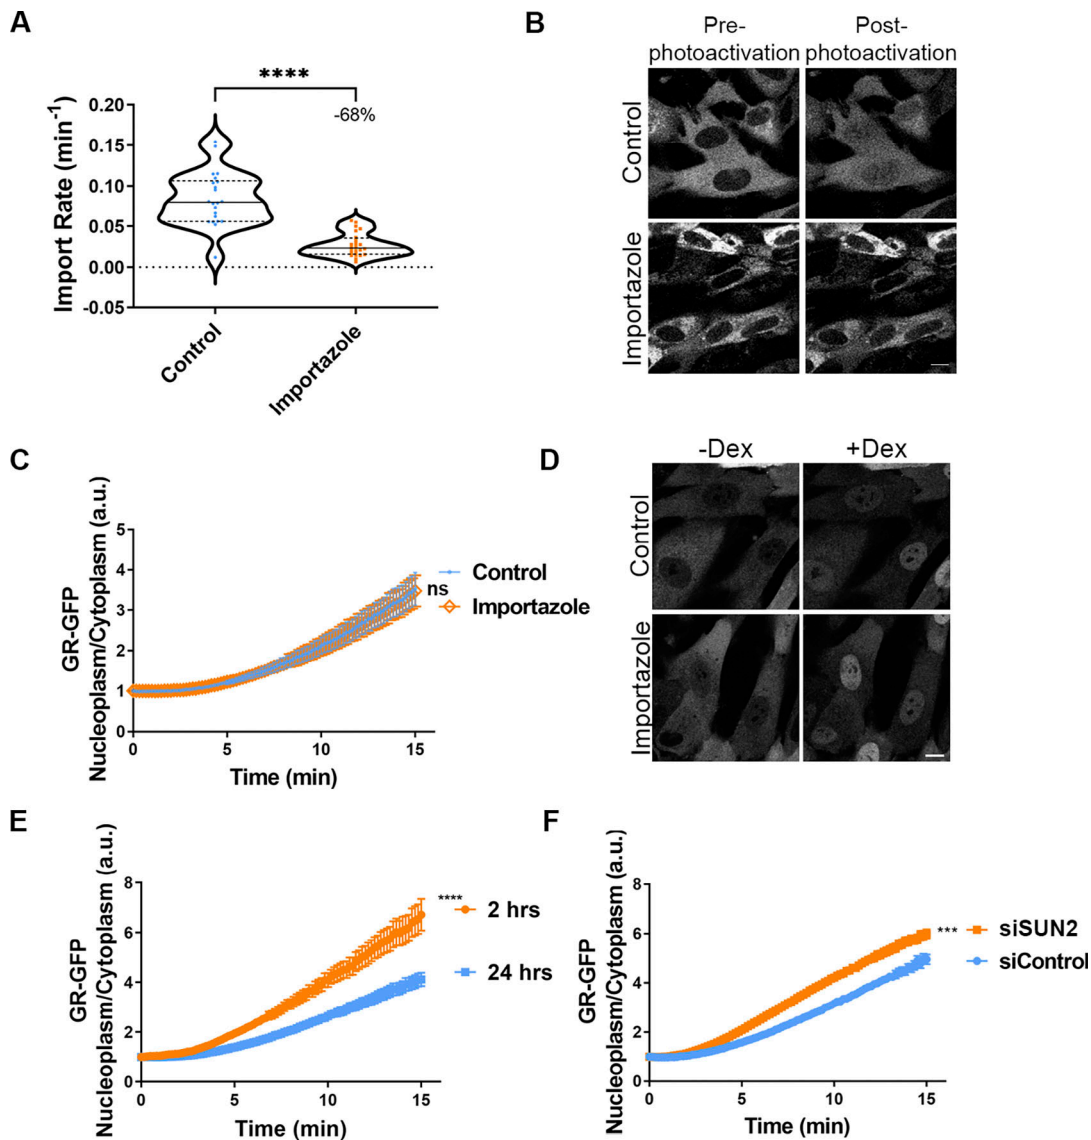 A
****
-68%
Import Rate (min-1)
0.20
0.15
0.10
0.05
0.00
-0.05
Control
Importazole
B
Pre-
photoactivation
Post-
photoactivation
Control
Importazole
C
GR-GFP
Nucleoplasm/Cytoplasm (a.u.)
5
4
3
2
1
0
0
5
10
15
Time (min)
Control
ns
Importazole
D
-Dex
+Dex
Control
Importazole
E
GR-GFP
Nucleoplasm/Cytoplasm (a.u.)
8
6
4
2
0
0
5
10
15
Time (min)
****
2 hrs
24 hrs
F
GR-GFP
Nucleoplasm/Cytoplasm (a.u.)
8
6
4
2
0
0
5
10
15
Time (min)
***
siSUN2
siControl